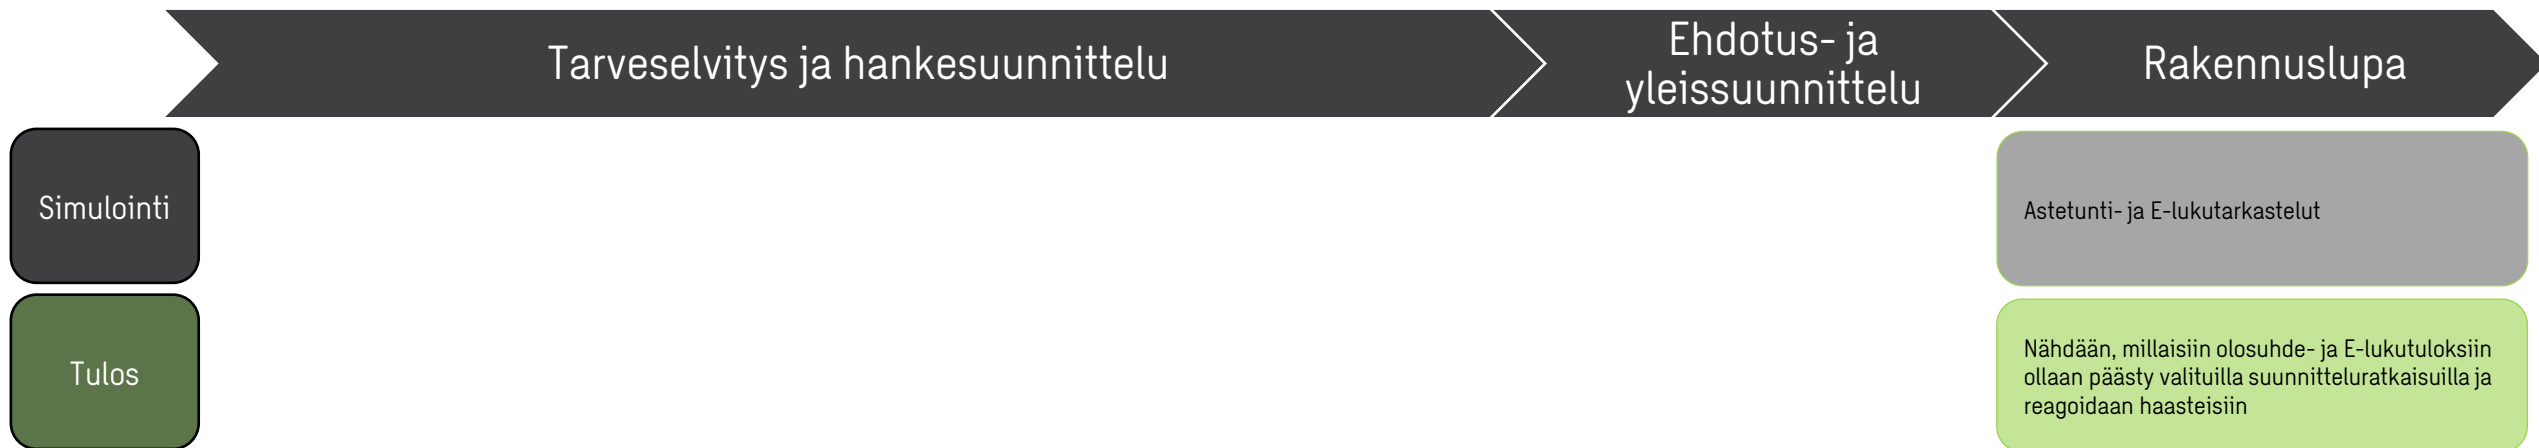 Tarveselvitys ja hankesuunnittelu
Ehdotus- ja
yleissuunnittelu
Rakennuslupa
Simulointi
Astetunti- ja E-lukutarkastelut
Tulos
Nähdään, millaisiin olosuhde- ja E-lukutuloksiin
ollaan päästy valituilla suunnitteluratkaisuilla ja
reagoidaan haasteisiin